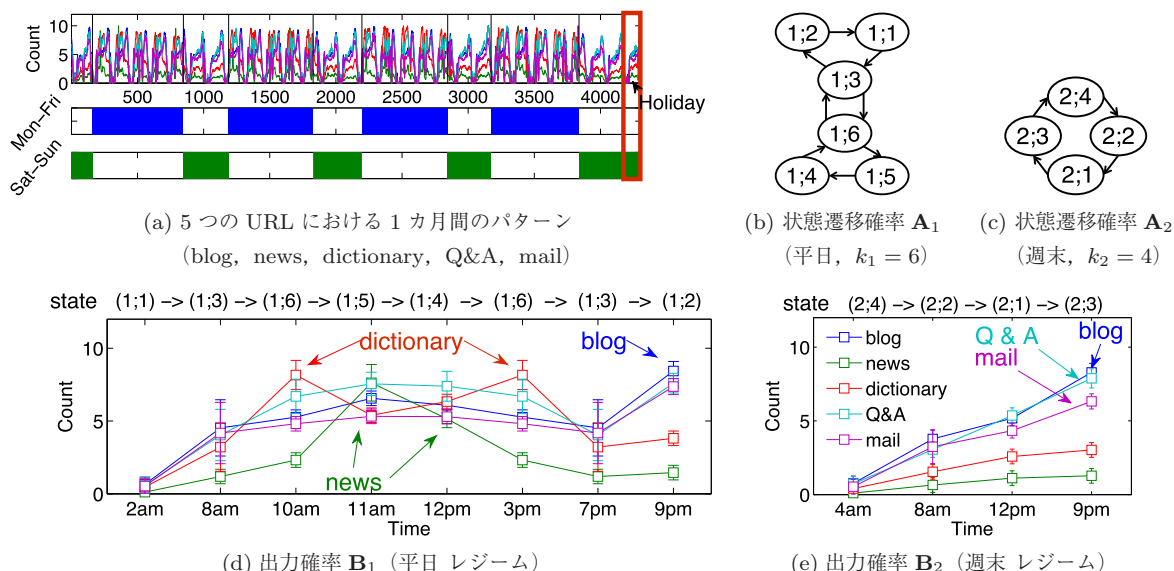 Count
10
5
0
500 1000 1500 2000 2500 3000 3500 4000
Holiday
Mon-Fri
Sat-Sun
(a) 5 つの URL における 1 カ月間のパターン
(blog, news, dictionary, Q&A, mail)
1;2 1;1
1;3
1;6
1;4 1;5
(b) 状態遷移確率 A1
(平日, k1 = 6)
2;4
2;3 2;2
2;1
(c) 状態遷移確率 A2
(週末, k2 = 4)
state (1;1) -> (1;3) -> (1;6) -> (1;5) -> (1;4) -> (1;6) -> (1;3) -> (1;2)
Count
10
5
0
dictionary
blog
news
2am 8am 10am 11am 12pm 3pm 7pm 9pm
Time
(d) 出力確率 B1 (平日 レジーム)
state (2;4) -> (2;2) -> (2;1) -> (2;3)
Count
10
5
0
blog
news
dictionary
Q&A
mail
Q & A
mail
blog
4am 8am 12pm 9pm
Time
(e) 出力確率 B2 (週末 レジーム)